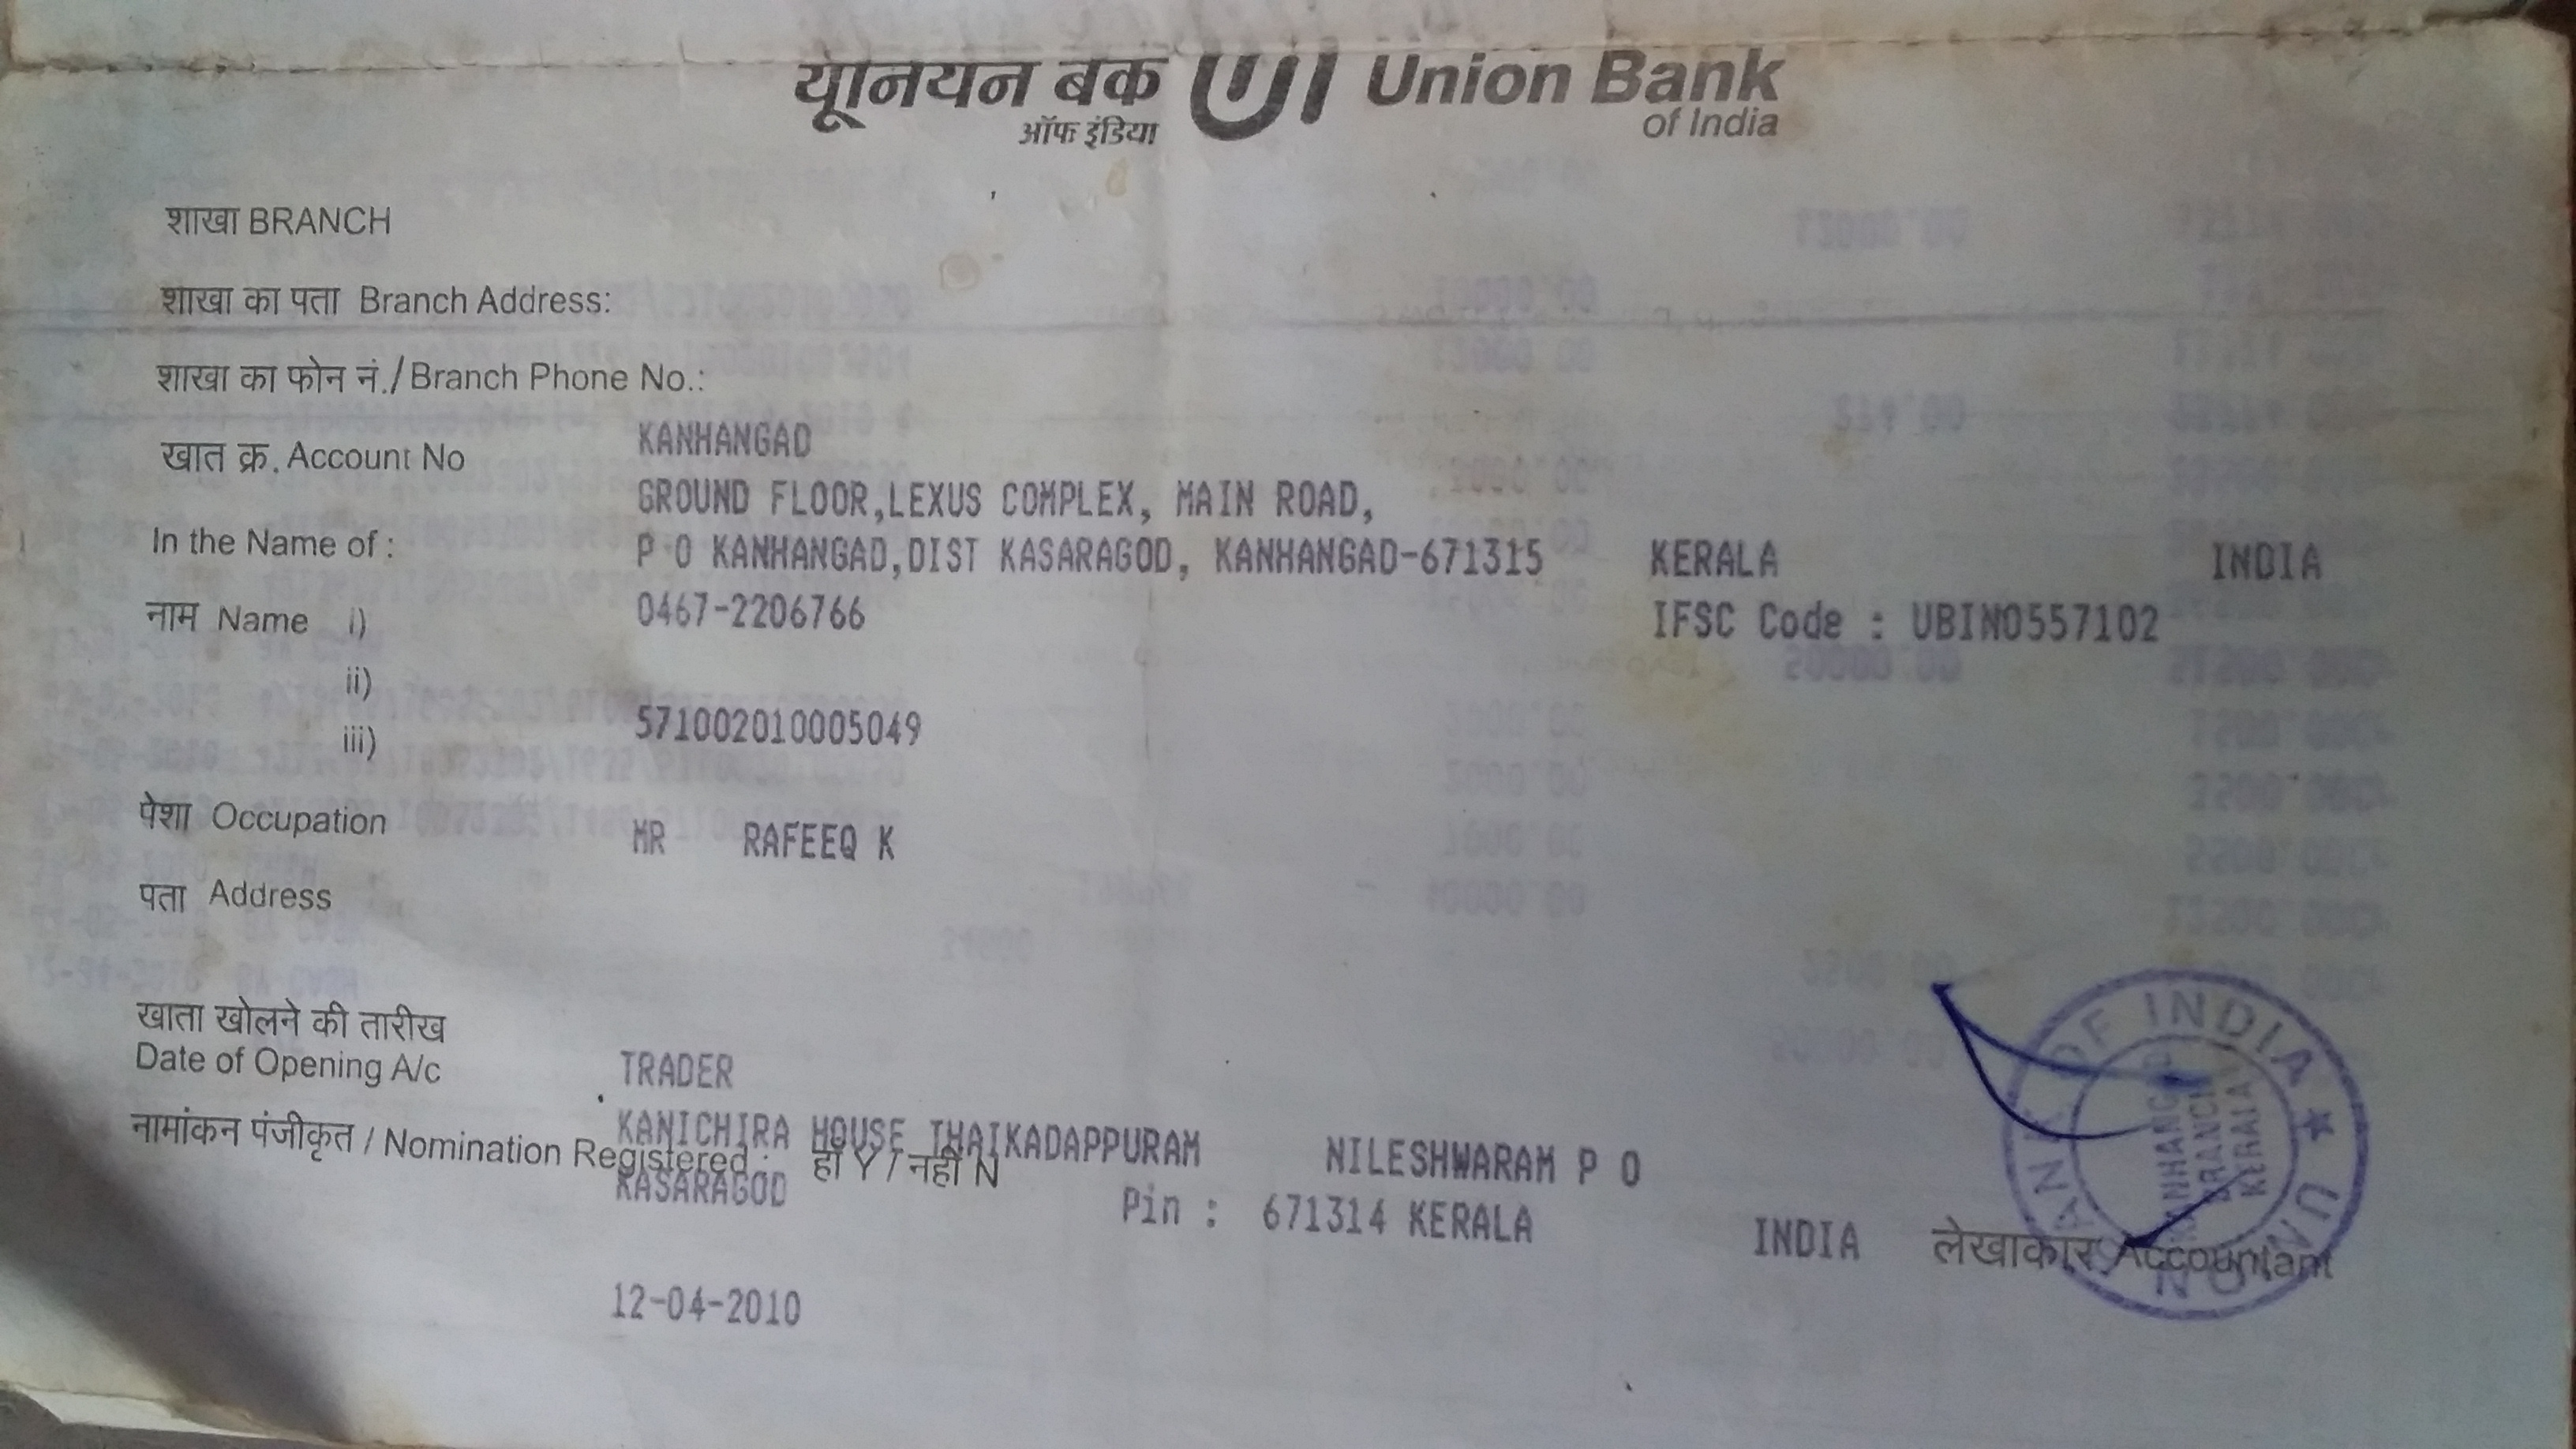 यूनियन बैंक
ऑफ इंडिया
UI Union Bank
of India
शाखा BRANCH
शाखा का पता Branch Address:
शाखा का फोन नं./ Branch Phone No.:
KANHANGAD
खात क्र. Account No
GROUND FLOOR,LEXUS COMPLEX, MAIN ROAD,
In the Name of :
P O KANHANGAD,DIST KASARAGOD, KANHANGAD-671315 KERALA INDIA
नाम Name i)
0467-2206766 IFSC Code : UBIN0557102
ii)
iii)
571002010005049
पेशा Occupation
MR RAFEEQ K
पता Address
खाता खोलने की तारीख
Date of Opening A/c
TRADER
नामांकन पंजीकृत / Nomination Registered हाँ Y / नहीं N
KANICHIRA HOUSE THAIKADAPPURAM NILESHWARAM P O
KASARAGOD
Pin : 671314 KERALA INDIA
12-04-2010
लेखाकार/Accountant
UNION BANK OF INDIA
KANHANGAD
BRANCH
KERALA